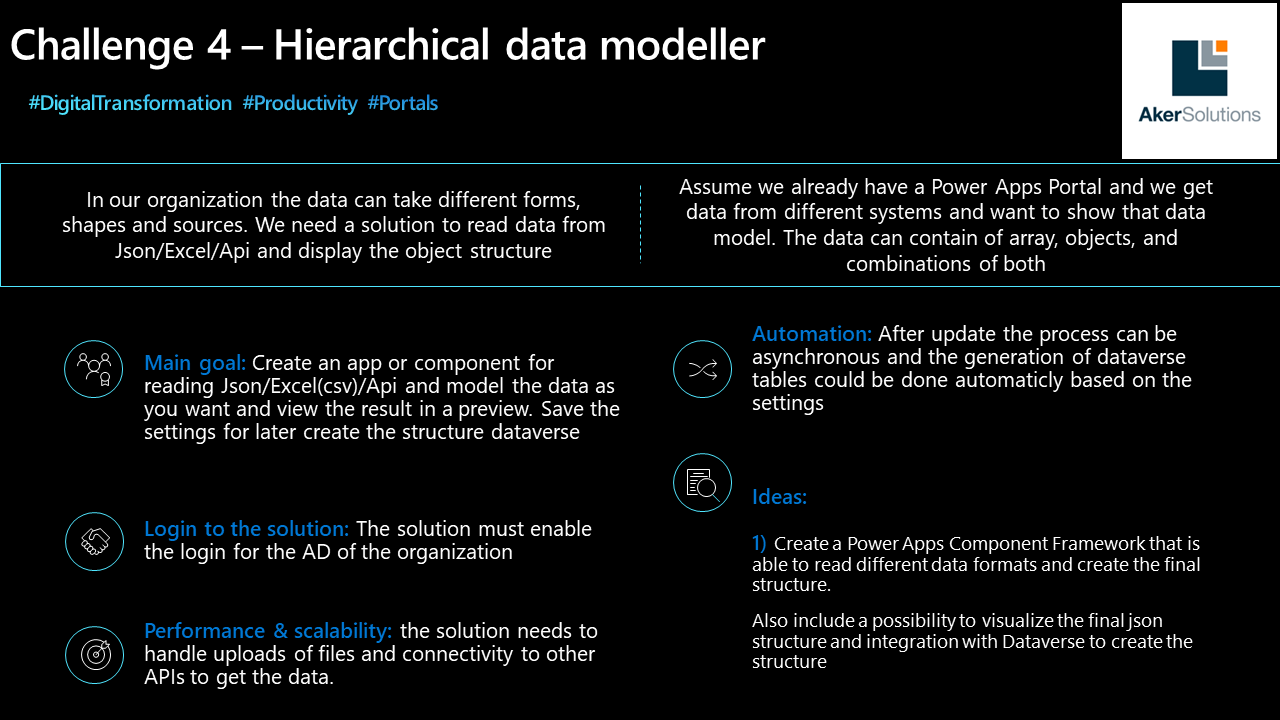 Challenge 4 – Hierarchical data modeller
#DigitalTransformation #Productivity #Portals
AkerSolutions
In our organization the data can take different forms,
shapes and sources. We need a solution to read data from
Json/Excel/Api and display the object structure
Assume we already have a Power Apps Portal and we get
data from different systems and want to show that data
model. The data can contain of array, objects, and
combinations of both
Main goal: Create an app or component for
reading Json/Excel(csv)/Api and model the data as
you want and view the result in a preview. Save the
settings for later create the structure dataverse
Login to the solution: The solution must enable
the login for the AD of the organization
Performance & scalability: the solution needs to
handle uploads of files and connectivity to other
APIs to get the data.
Automation: After update the process can be
asynchronous and the generation of dataverse
tables could be done automaticly based on the
settings
Ideas:
1) Create a Power Apps Component Framework that is
able to read different data formats and create the final
structure.
Also include a possibility to visualize the final json
structure and integration with Dataverse to create the
structure